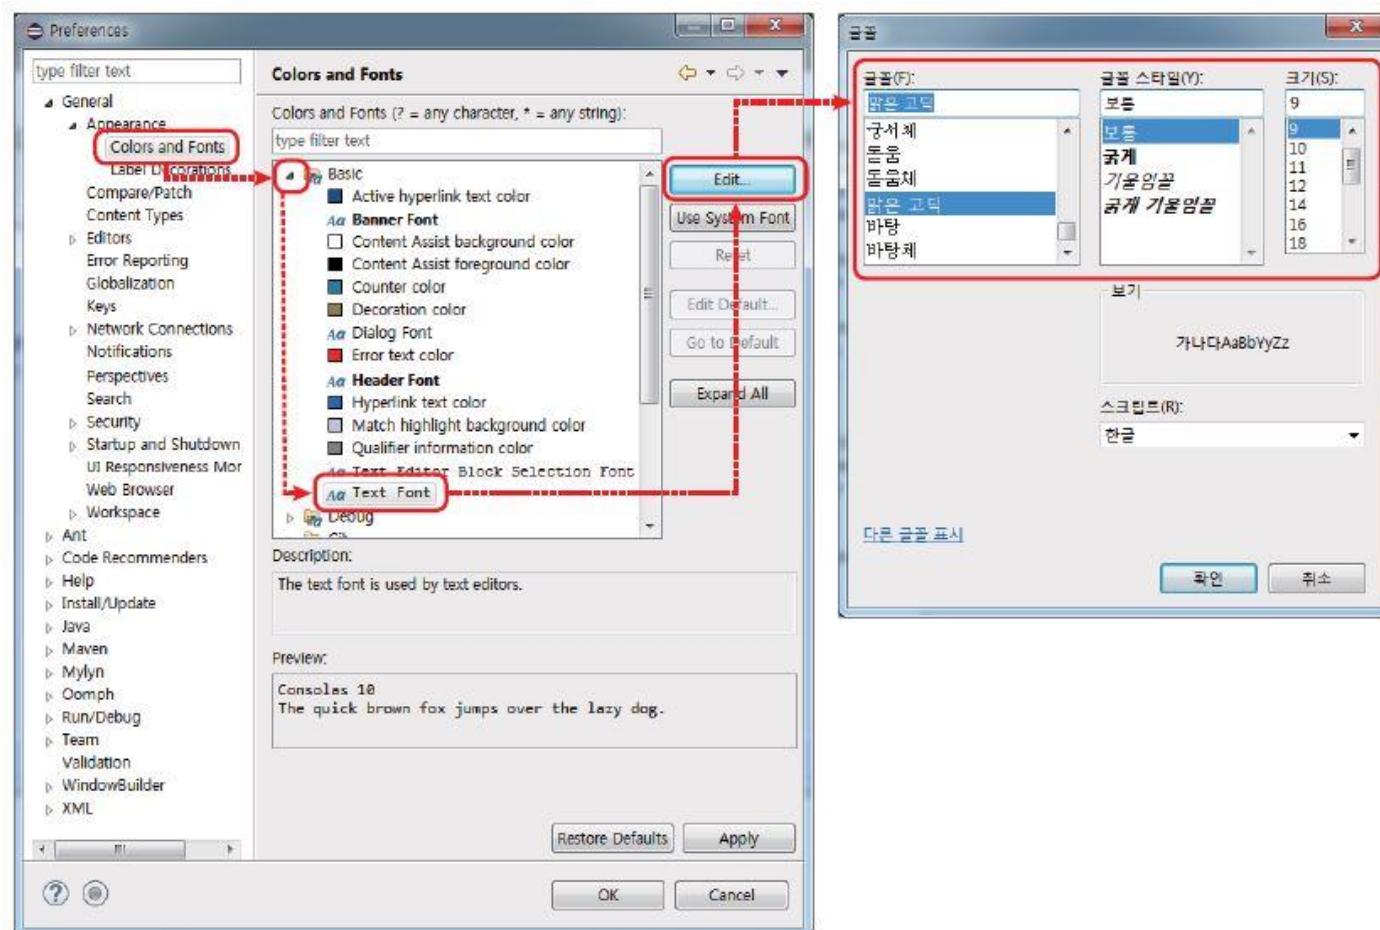 Preferences
type filter text
General
Appearance
Colors and Fonts
Label Decorations
Compare/Patch
Content Types
Editors
Error Reporting
Globalization
Keys
Network Connections
Notifications
Perspectives
Search
Security
Startup and Shutdown
UI Responsiveness Mor
Web Browser
Workspace
Ant
Code Recommenders
Help
Install/Update
Java
Maven
Mylyn
Oomph
Run/Debug
Team
Validation
WindowBuilder
XML
Colors and Fonts
Colors and Fonts (? = any character, * = any string):
type filter text
Basic
Active hyperlink text color
Aa Banner Font
Content Assist background color
Content Assist foreground color
Counter color
Decoration color
Aa Dialog Font
Error text color
Aa Header Font
Hyperlink text color
Match highlight background color
Qualifier information color
Aa Text Editor Block Selection Font
Aa Text Font
Debug
Git
Edit...
Use System Font
Reset
Edit Default...
Go to Default
Expand All
Description:
The text font is used by text editors.
Preview:
Consolas 10
The quick brown fox jumps over the lazy dog.
Restore Defaults
Apply
OK
Cancel
글꼴
글꼴(F):
맑은 고딕
궁서체
돋움
돋움체
맑은 고딕
바탕
바탕체
글꼴 스타일(Y):
보통
보통
굵게
기울임꼴
굵게 기울임꼴
크기(S):
9
9
10
11
12
14
16
18
보기
가나다AaBbYyZz
스크립트(R):
한글
다른 글꼴 표시
확인
취소